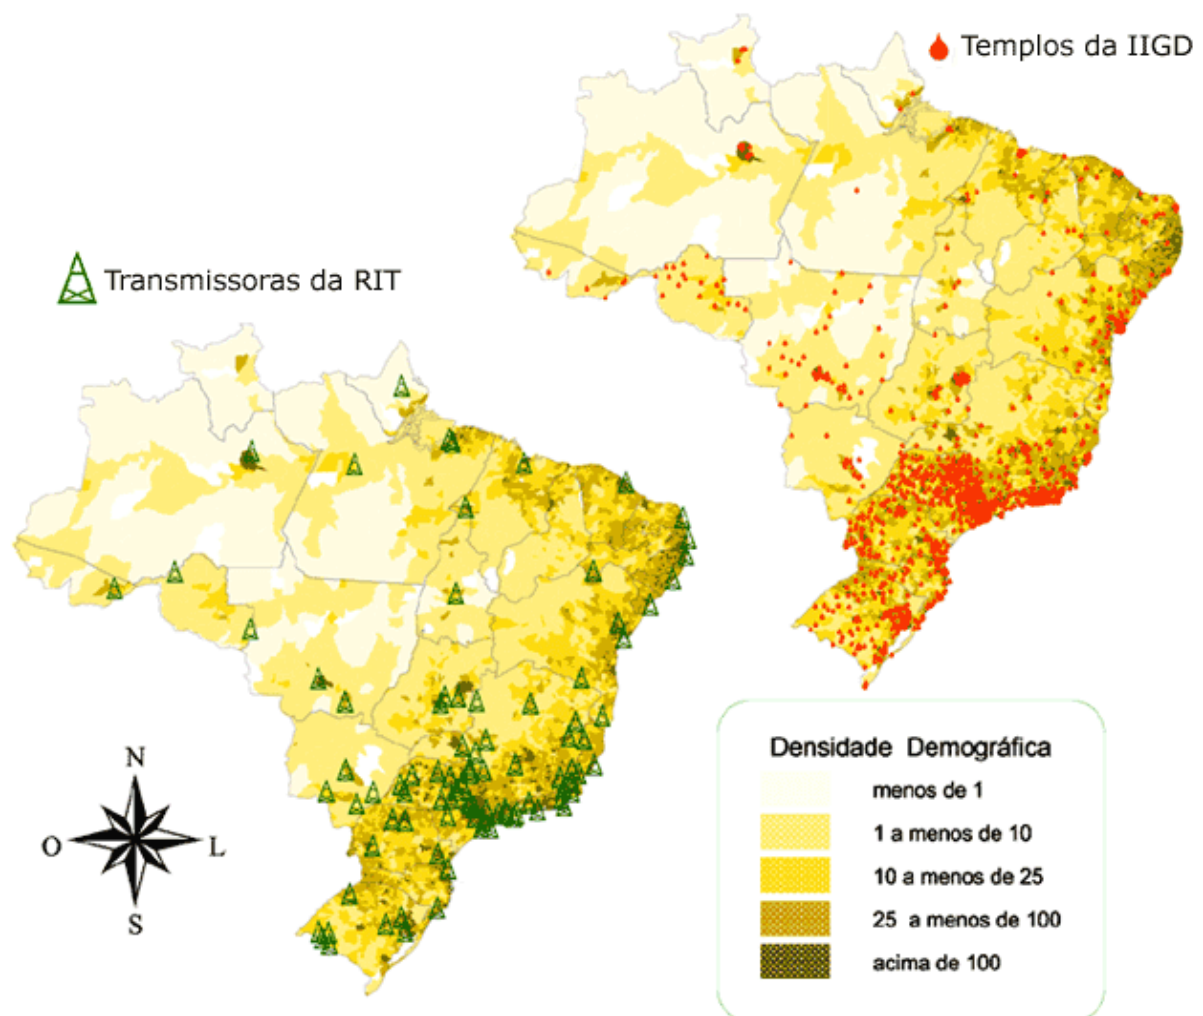 Templos da IIGD
Transmissoras da RIT
N
O
L
S
Densidade Demográfica
menos de 1
1 a menos de 10
10 a menos de 25
25 a menos de 100
acima de 100